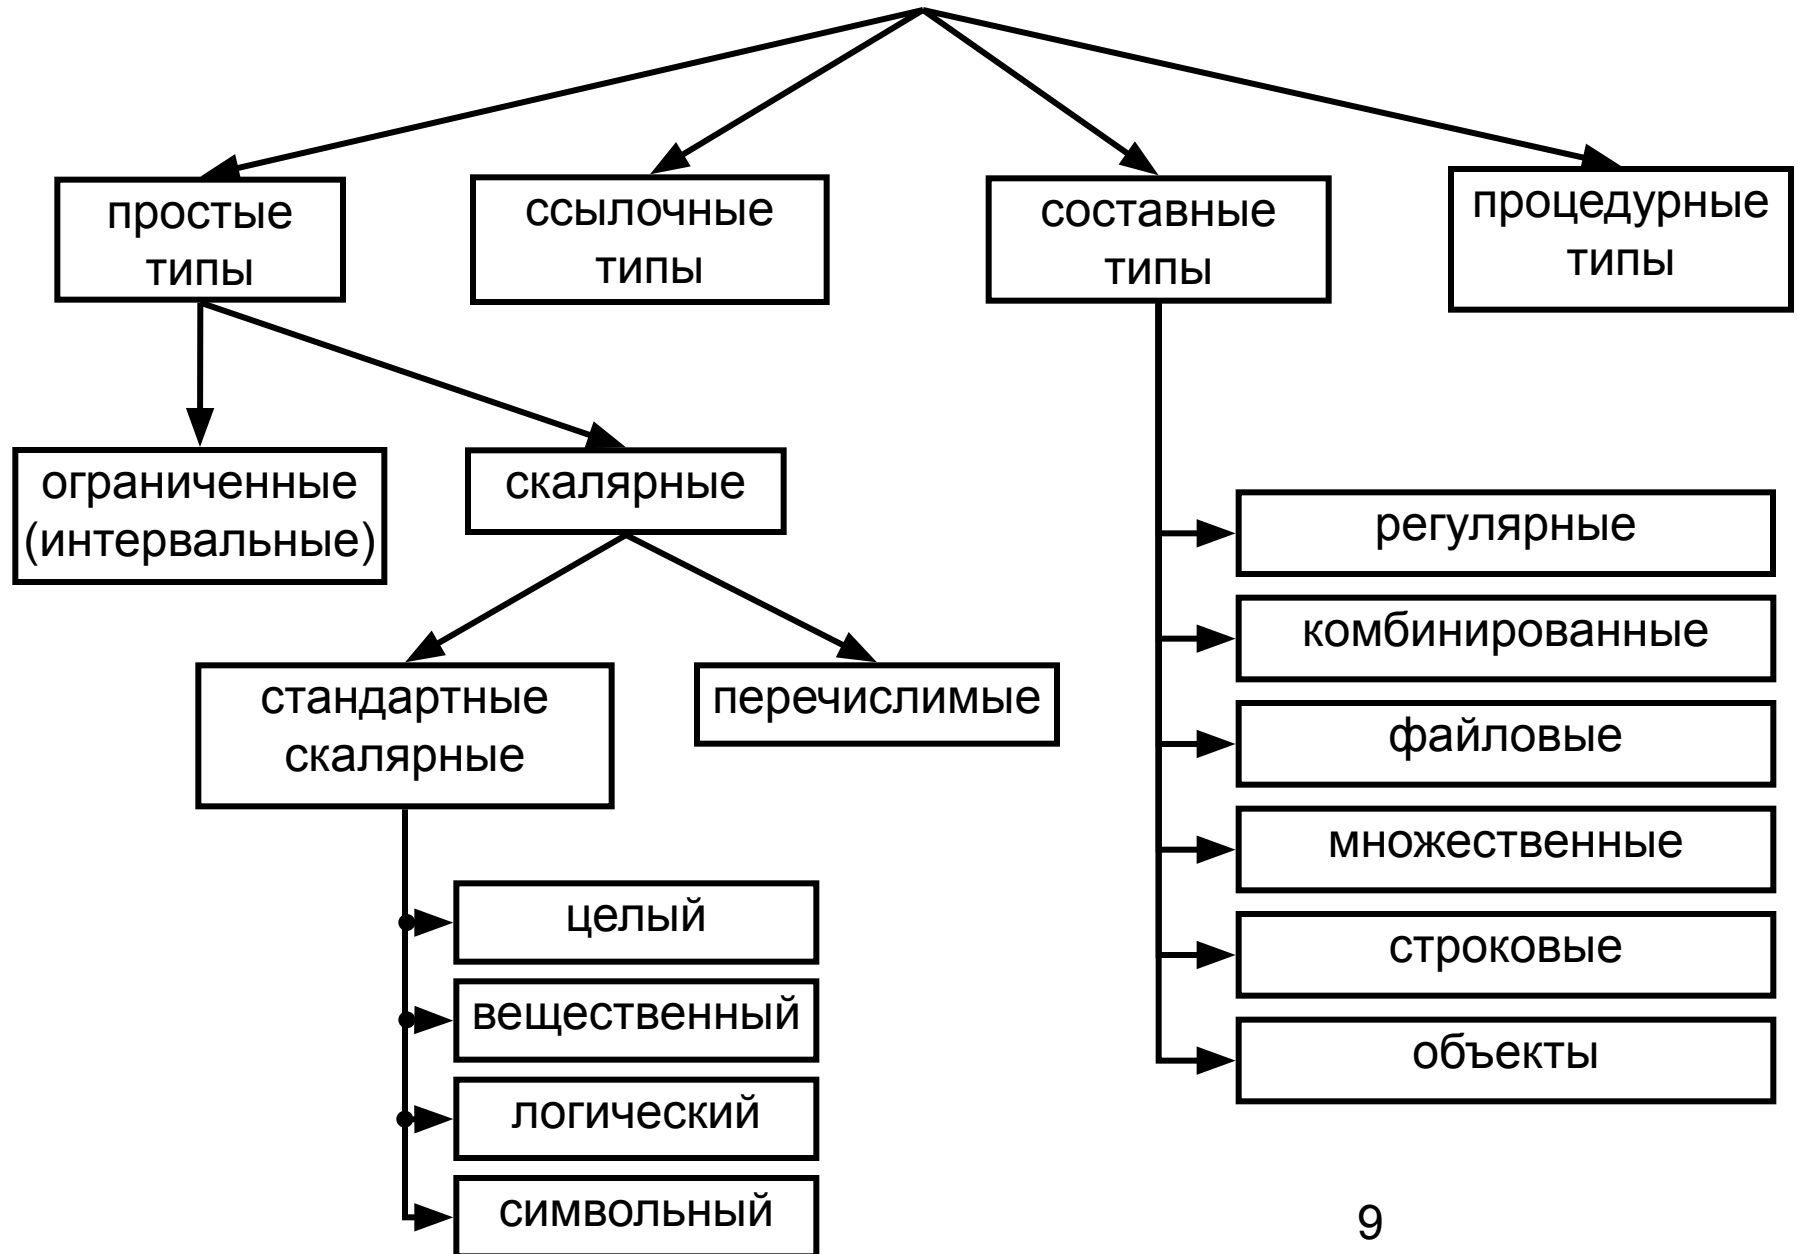 простые
типы
ссылочные
типы
составные
типы
процедурные
типы
ограниченные
(интервальные)
скалярные
стандартные
скалярные
перечислимые
целый
вещественный
логический
символьный
регулярные
комбинированные
файловые
множественные
строковые
объекты
9